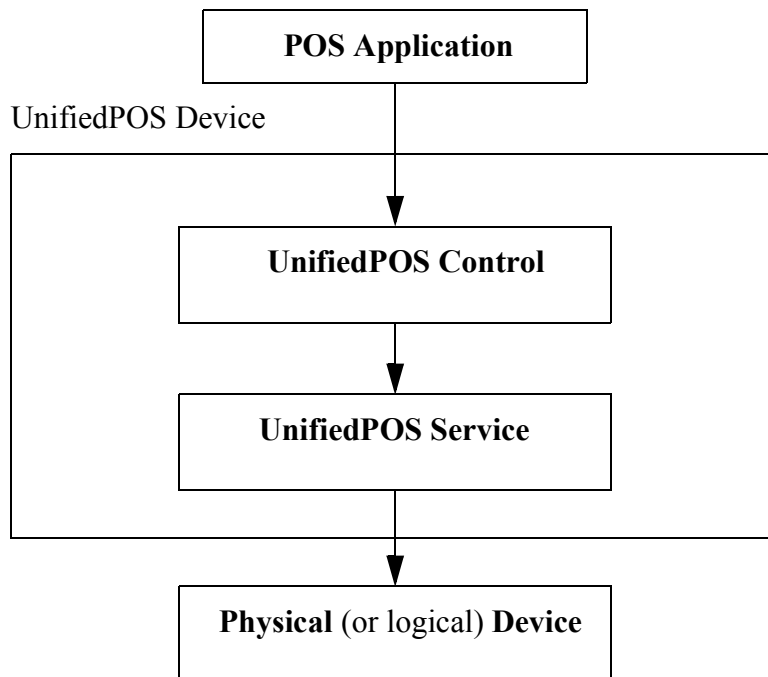 POS Application
UnifiedPOS Device
UnifiedPOS Control
UnifiedPOS Service
Physical (or logical) Device